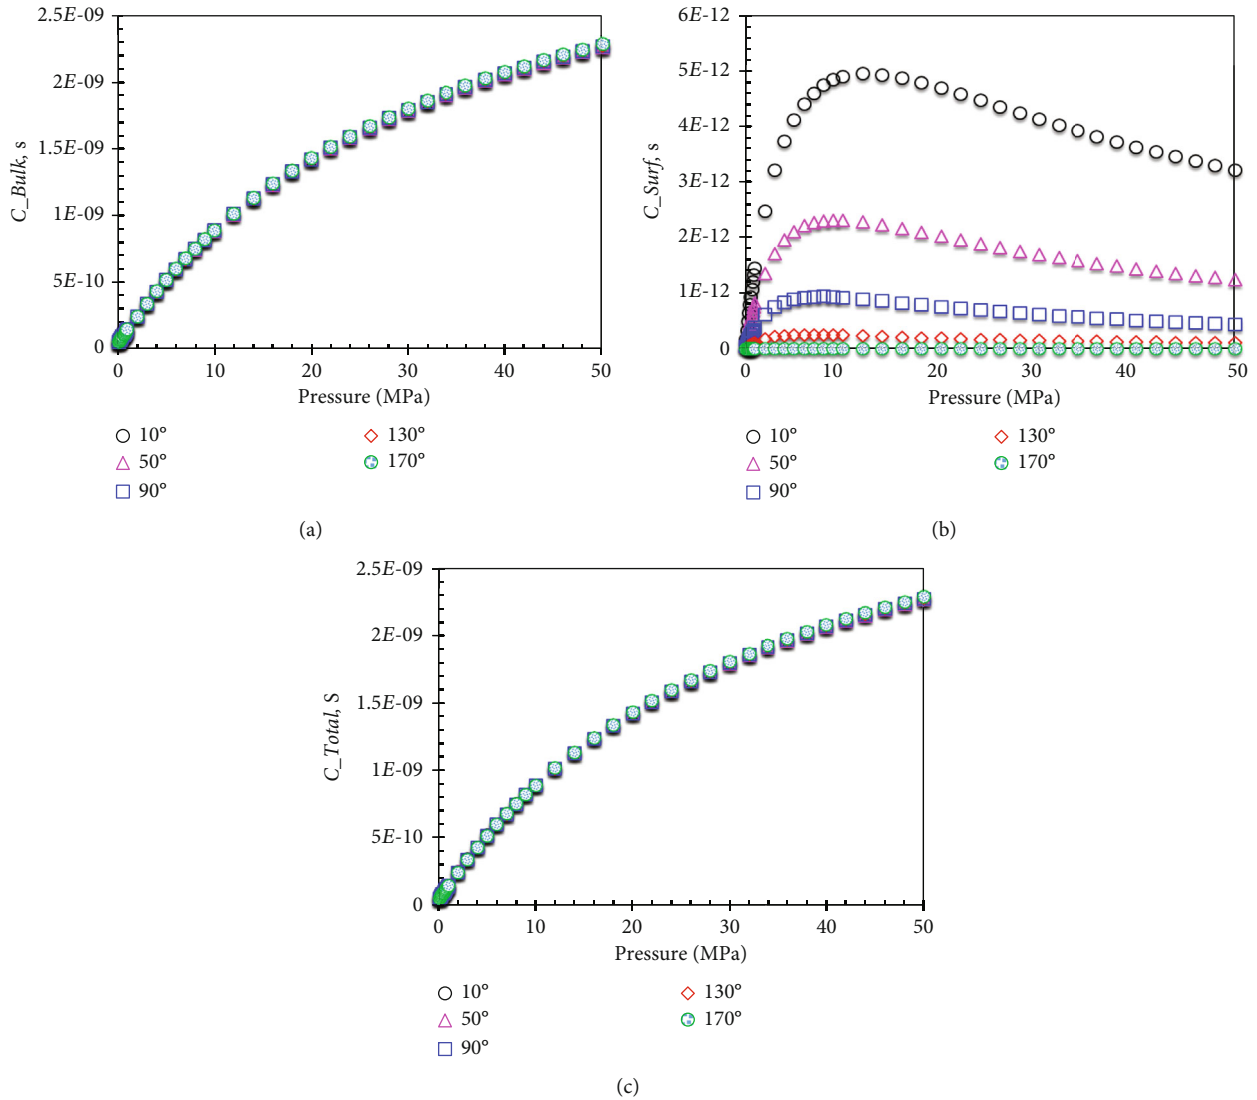 2.5E-09
2E-09
1.5E-09
1E-09
5E-10
0
C_Bulk, s
0 10 20 30 40 50
Pressure (MPa)
10° 130°
50° 170°
90°
(a)
6E-12
5E-12
4E-12
3E-12
2E-12
1E-12
0
C_Surf, s
0 10 20 30 40 50
Pressure (MPa)
10° 130°
50° 170°
90°
(b)
2.5E-09
2E-09
1.5E-09
1E-09
5E-10
0
C_Total, S
0 10 20 30 40 50
Pressure (MPa)
10° 130°
50° 170°
90°
(c)